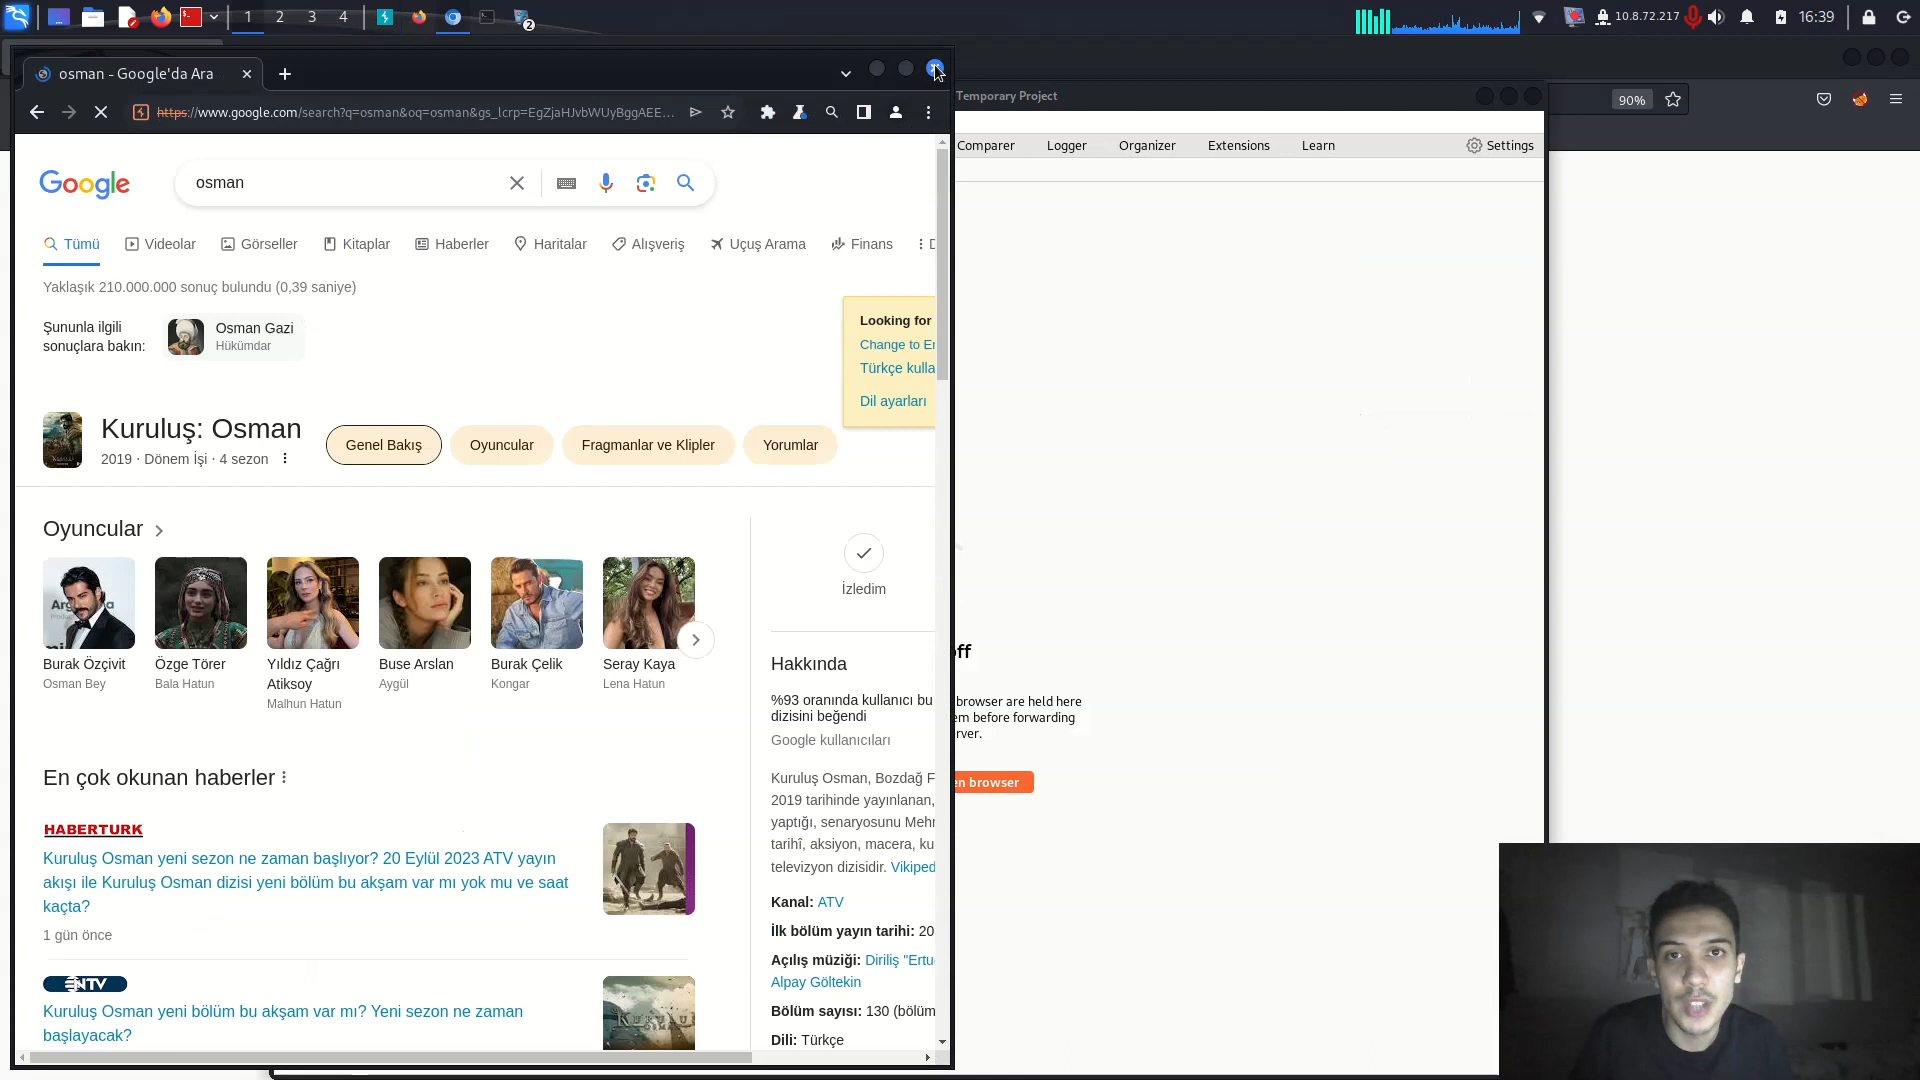 1 2 3 4
2
10.8.72.217
16:39
osman - Google'da Ara
https://www.google.com/search?q=osman&oq=osman&gs_lcrp=EgZjaHJvbWUyBggAEE...
Temporary Project
90%
Comparer Logger Organizer Extensions Learn Settings
Google
osman
Tümü Videolar Görseller Kitaplar Haberler Haritalar Alışveriş Uçuş Arama Finans
Yaklaşık 210.000.000 sonuç bulundu (0,39 saniye)
Şununla ilgili
sonuçlara bakın:
Osman Gazi
Hükümdar
Looking for
Change to En
Türkçe kulla
Dil ayarları
Kuruluş: Osman
2019 · Dönem İşi · 4 sezon
Genel Bakış Oyuncular Fragmanlar ve Klipler Yorumlar
Oyuncular
Burak Özçivit
Osman Bey
Özge Törer
Bala Hatun
Yıldız Çağrı
Atiksoy
Malhun Hatun
Buse Arslan
Aygül
Burak Çelik
Kongar
Seray Kaya
Lena Hatun
İzledim
Hakkında
%93 oranında kullanıcı bu
dizisini beğendi
Google kullanıcıları
Kuruluş Osman, Bozdağ F
2019 tarihinde yayınlanan,
yaptığı, senaryosunu Mehm
tarihî, aksiyon, macera, ku
televizyon dizisidir. Vikiped
Kanal: ATV
İlk bölüm yayın tarihi: 20
Açılış müziği: Diriliş "Ertu
Alpay Göltekin
Bölüm sayısı: 130 (bölüm
Dili: Türkçe
En çok okunan haberler
HABERTURK
Kuruluş Osman yeni sezon ne zaman başlıyor? 20 Eylül 2023 ATV yayın
akışı ile Kuruluş Osman dizisi yeni bölüm bu akşam var mı yok mu ve saat
kaçta?
1 gün önce
NTV
Kuruluş Osman yeni bölüm bu akşam var mı? Yeni sezon ne zaman
başlayacak?
KURULUŞ
OSMAN
off
browser are held here
em before forwarding
rver.
en browser